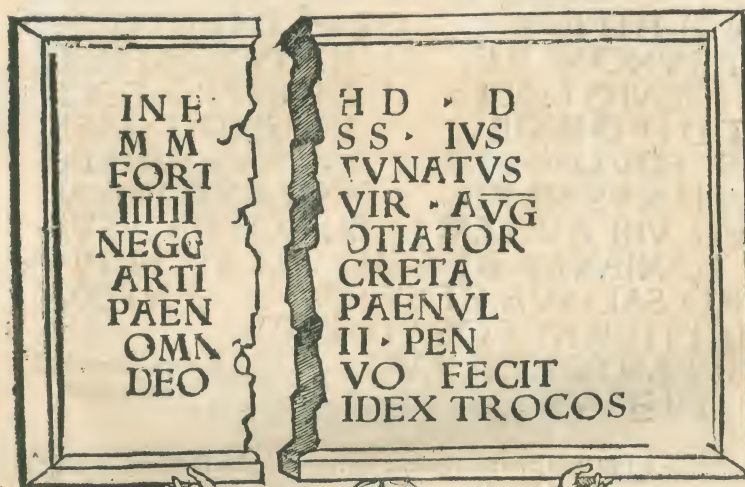 IN H H D · D
M M S S · IVS
FORT TVNATVS
IIIIII VIR · AVG
NEGG OTIATOR
ARTI CRETA
PAEN PAENVL
OMN II · PEN
DEO VO FECIT
IDEX TROCOS